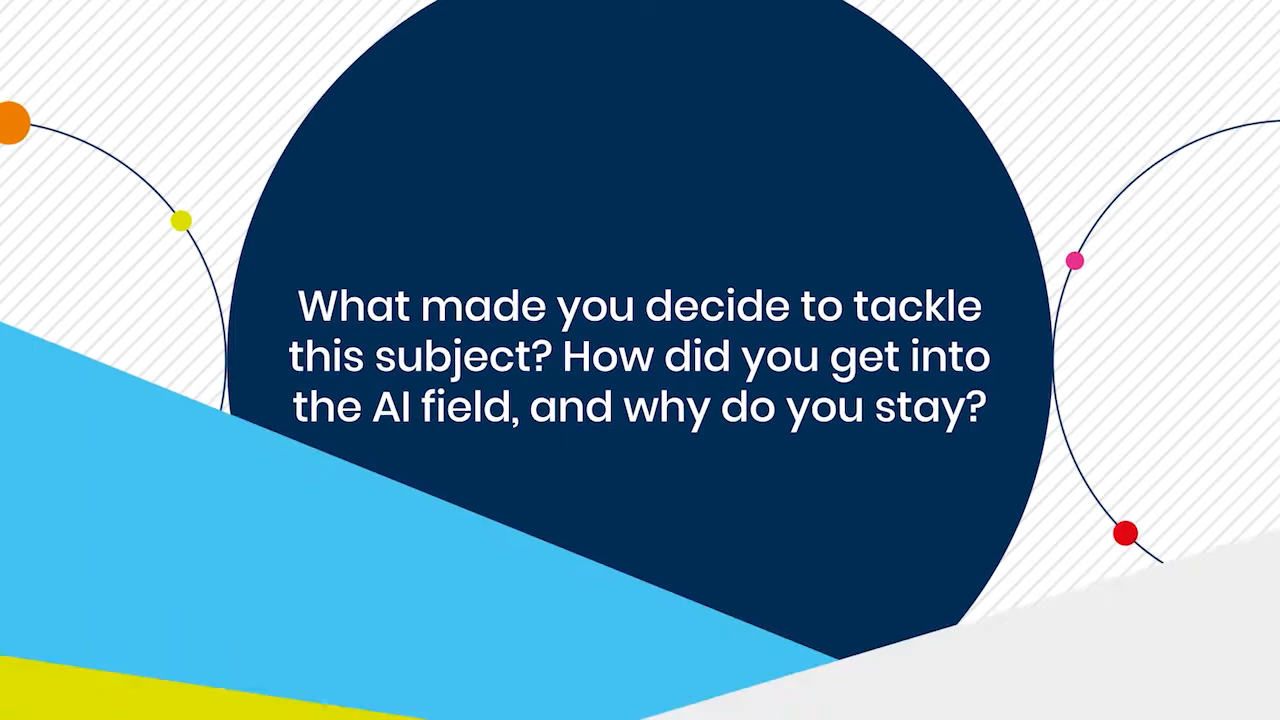 What made you decide to tackle
this subject? How did you get into
the AI field, and why do you stay?